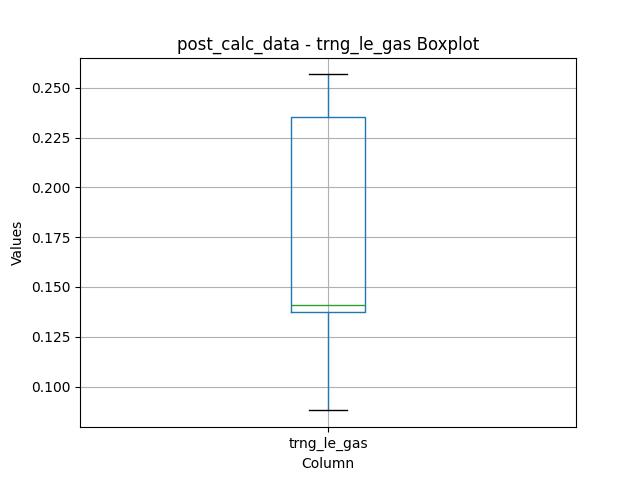 post_calc_data - trng_le_gas Boxplot
0.250
0.225
0.200
0.175
0.150
0.125
0.100
Values
trng_le_gas
Column